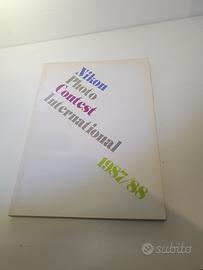 Nikon
Photo
Contest
International
1987/88
subito